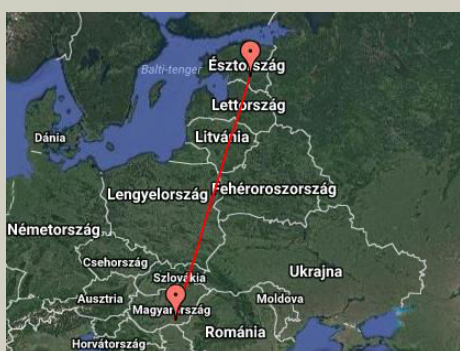 Balti-tenger
Észtország
Lettország
Dánia
Litvánia
Lengyelország
Fehéroroszország
Németország
Csehország
Szlovákia
Ukrajna
Ausztria
Magyarország
Moldova
Románia
Horvátország